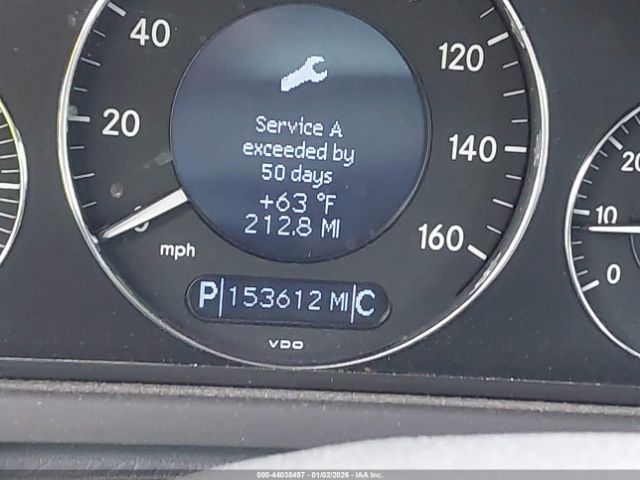 40
120
20
140
0
160
mph
Service A
exceeded by
50 days
+63 °F
212.8 MI
P 153612 MI C
VDO
20
10
0
000-44038497 - 01/02/2026 - IAA Inc.